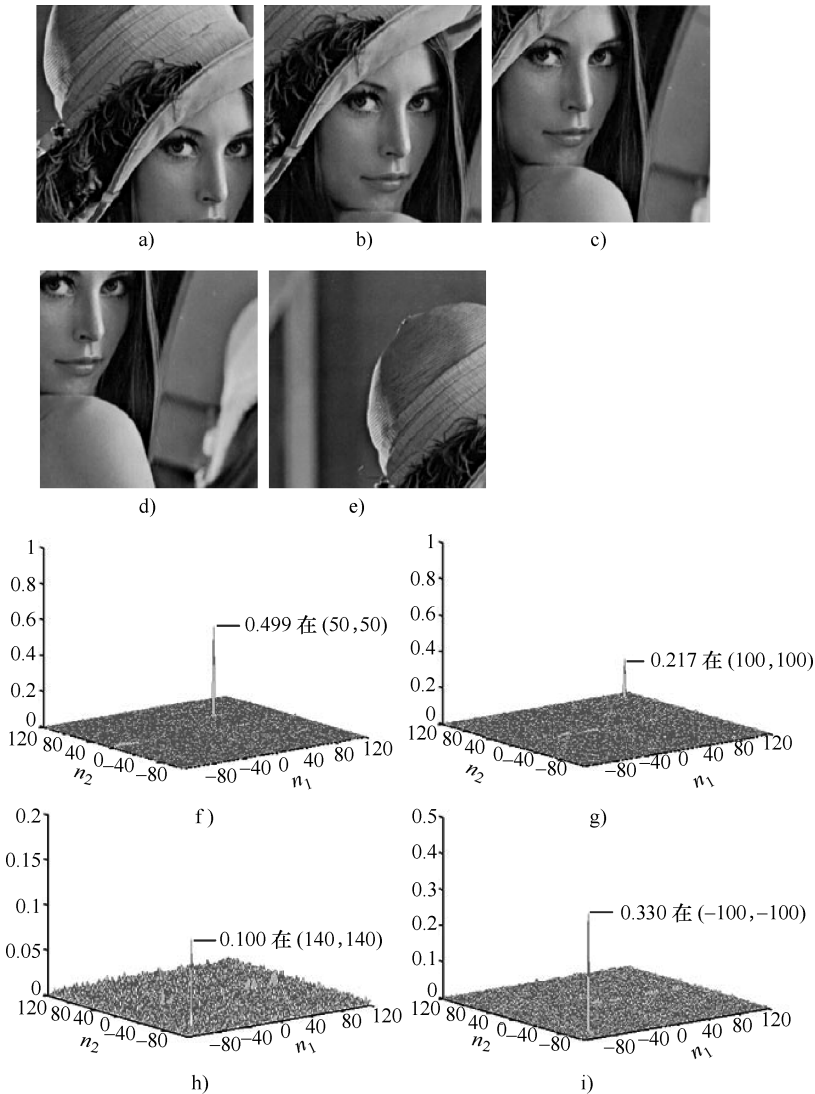 a)
b)
c)
d)
e)
1
0.8
0.6
0.4
0.2
0
0.499 在 (50,50)
120 80 40 0 –40 –80
n2
–80 –40 0 40 80 120
n1
f)
1
0.8
0.6
0.4
0.2
0
0.217 在 (100,100)
120 80 40 0 –40 –80
n2
–80 –40 0 40 80 120
n1
g)
0.2
0.15
0.1
0.05
0
0.100 在 (140,140)
120 80 40 0 –40 –80
n2
–80 –40 0 40 80 120
n1
h)
0.5
0.4
0.3
0.2
0.1
0
0.330 在 (–100,–100)
120 80 40 0 –40 –80
n2
–80 –40 0 40 80 120
n1
i)